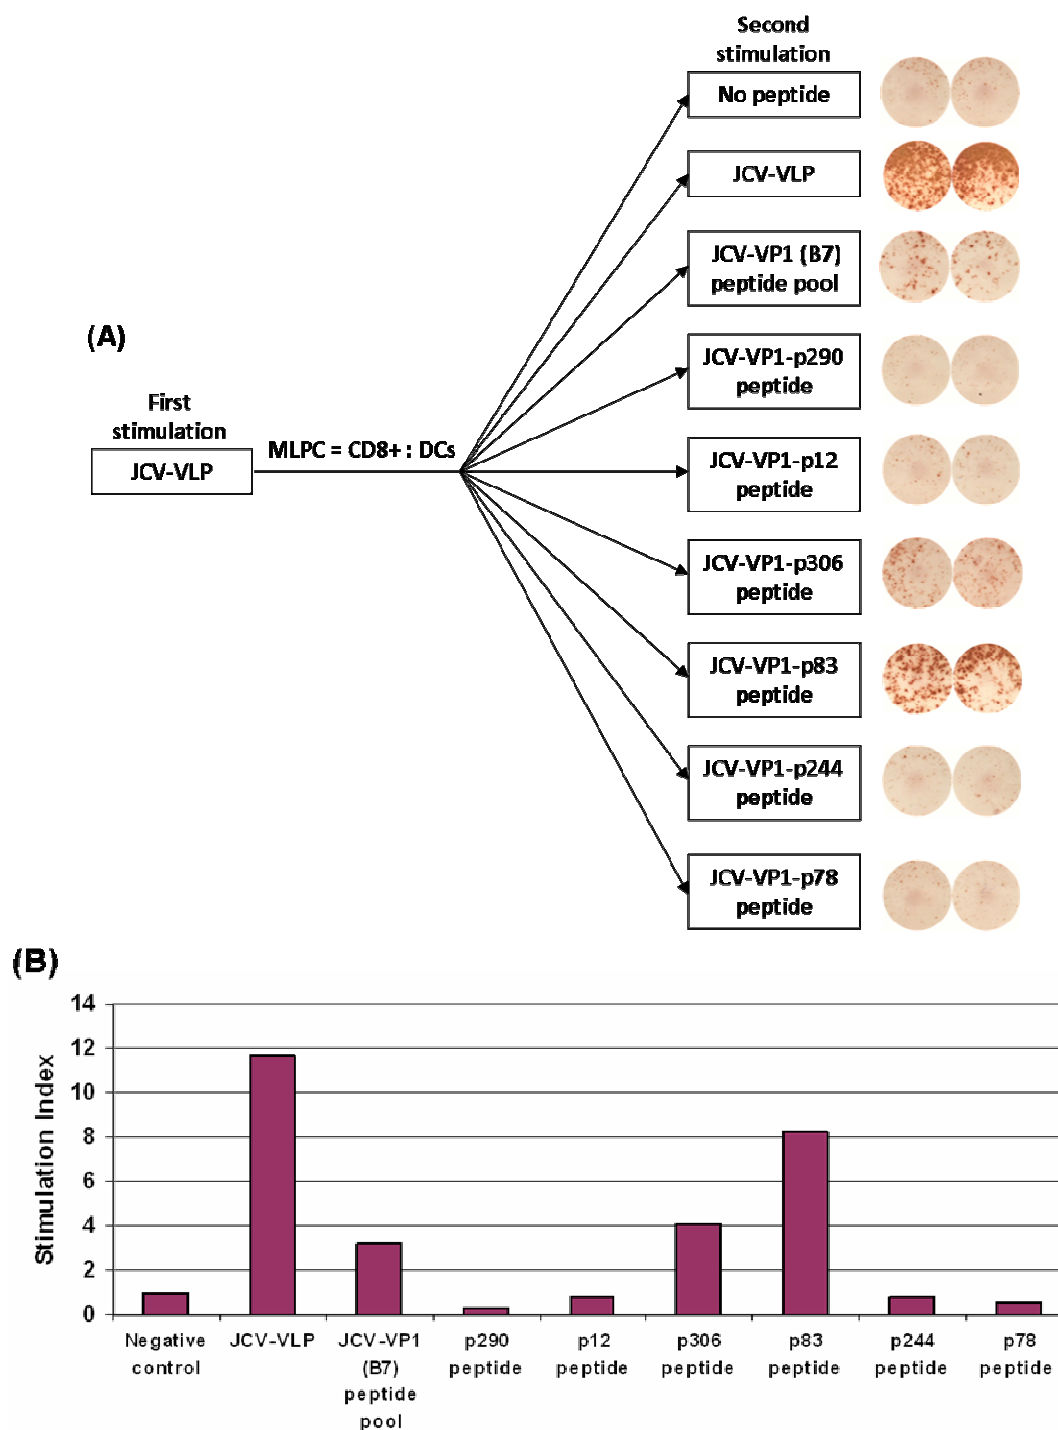 Second
stimulation
No peptide
JCV-VLP
JCV-VP1 (B7)
peptide pool
(A)
JCV-VP1-p290
peptide
First
stimulation
JCV-VLP
MLPC = CD8+ : DCs
JCV-VP1-p12
peptide
JCV-VP1-p306
peptide
JCV-VP1-p83
peptide
JCV-VP1-p244
peptide
JCV-VP1-p78
peptide
(B)
Stimulation Index
14
12
10
8
6
4
2
0
Negative
control
JCV-VLP
JCV-VP1
(B7)
peptide
pool
p290
peptide
p12
peptide
p306
peptide
p83
peptide
p244
peptide
p78
peptide